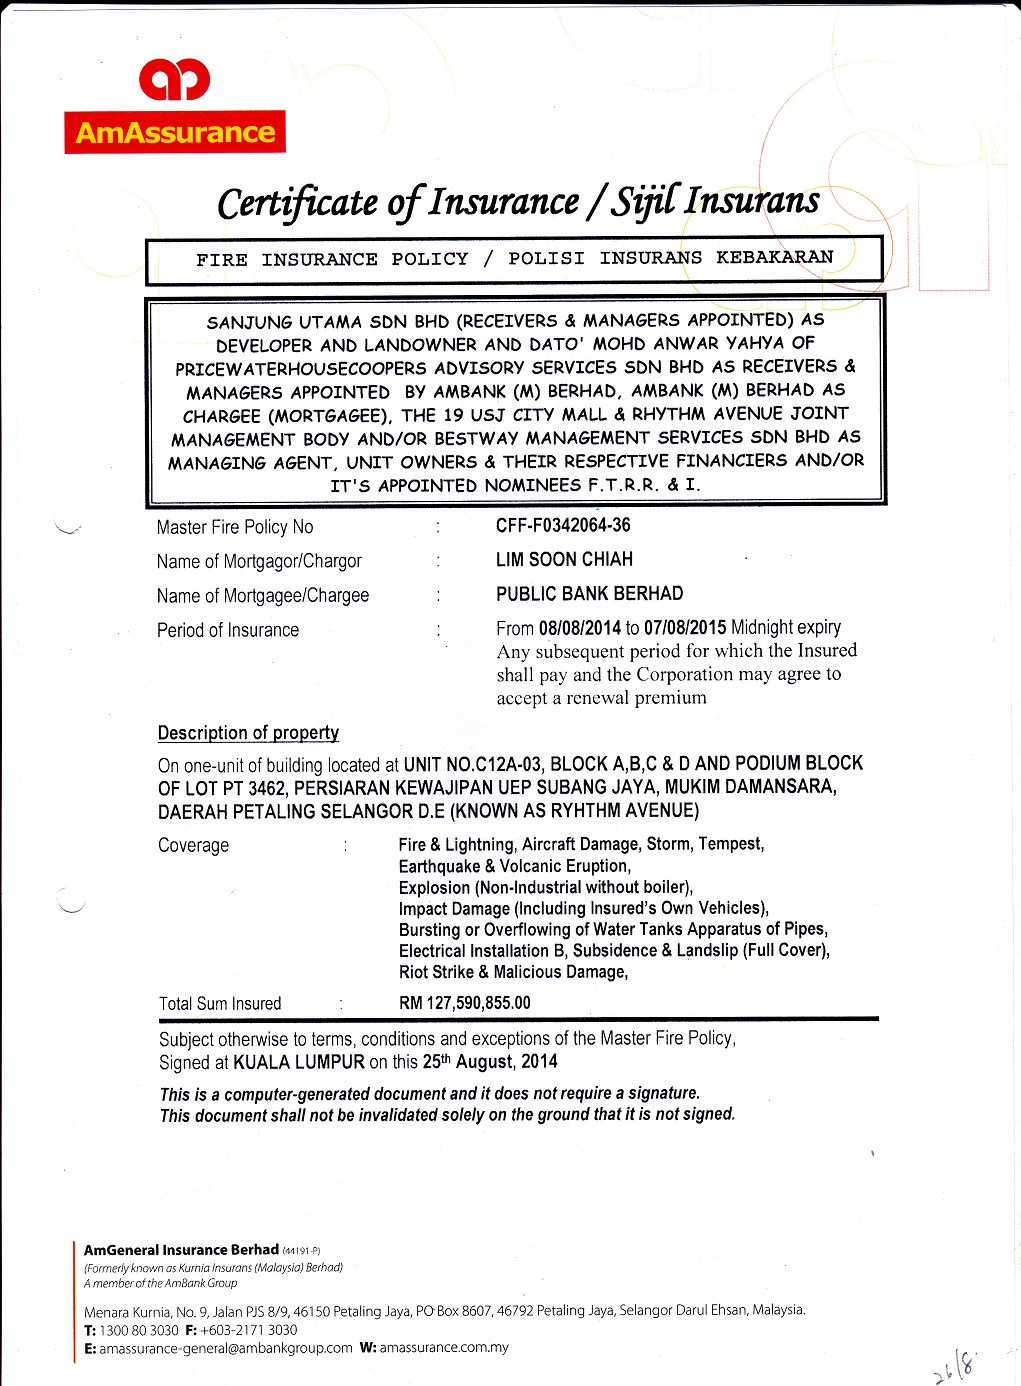 AmAssurance
Certificate of Insurance / Sijil Insurans
FIRE INSURANCE POLICY / POLISI INSURANS KEBAKARAN
SANJUNG UTAMA SDN BHD (RECEIVERS & MANAGERS APPOINTED) AS
DEVELOPER AND LANDOWNER AND DATO' MOHD ANWAR YAHYA OF
PRICEWATERHOUSECOOPERS ADVISORY SERVICES SDN BHD AS RECEIVERS &
MANAGERS APPOINTED BY AMBANK (M) BERHAD, AMBANK (M) BERHAD AS
CHARGEE (MORTGAGEE), THE 19 USJ CITY MALL & RHYTHM AVENUE JOINT
MANAGEMENT BODY AND/OR BESTWAY MANAGEMENT SERVICES SDN BHD AS
MANAGING AGENT, UNIT OWNERS & THEIR RESPECTIVE FINANCIERS AND/OR
IT'S APPOINTED NOMINEES F.T.R.R. & I.
Master Fire Policy No : CFF-F0342064-36
Name of Mortgagor/Chargor : LIM SOON CHIAH
Name of Mortgagee/Chargee : PUBLIC BANK BERHAD
Period of Insurance : From 08/08/2014 to 07/08/2015 Midnight expiry
Any subsequent period for which the Insured
shall pay and the Corporation may agree to
accept a renewal premium
Description of property
On one-unit of building located at UNIT NO.C12A-03, BLOCK A,B,C & D AND PODIUM BLOCK
OF LOT PT 3462, PERSIARAN KEWAJIPAN UEP SUBANG JAYA, MUKIM DAMANSARA,
DAERAH PETALING SELANGOR D.E (KNOWN AS RYHTHM AVENUE)
Coverage : Fire & Lightning, Aircraft Damage, Storm, Tempest,
Earthquake & Volcanic Eruption,
Explosion (Non-Industrial without boiler),
Impact Damage (Including Insured's Own Vehicles),
Bursting or Overflowing of Water Tanks Apparatus of Pipes,
Electrical Installation B, Subsidence & Landslip (Full Cover),
Riot Strike & Malicious Damage,
Total Sum Insured : RM 127,590,855.00
Subject otherwise to terms, conditions and exceptions of the Master Fire Policy,
Signed at KUALA LUMPUR on this 25th August, 2014
This is a computer-generated document and it does not require a signature.
This document shall not be invalidated solely on the ground that it is not signed.
AmGeneral Insurance Berhad (44191-P)
(Formerly known as Kurnia Insurans (Malaysia) Berhad)
A member of the AmBank Group
Menara Kurnia, No. 9, Jalan PJS 8/9, 46150 Petaling Jaya, PO Box 8607, 46792 Petaling Jaya, Selangor Darul Ehsan, Malaysia.
T: 1300 80 3030 F: +603-2171 3030
E: amassurance-general@ambankgroup.com W: amassurance.com.my
26/8